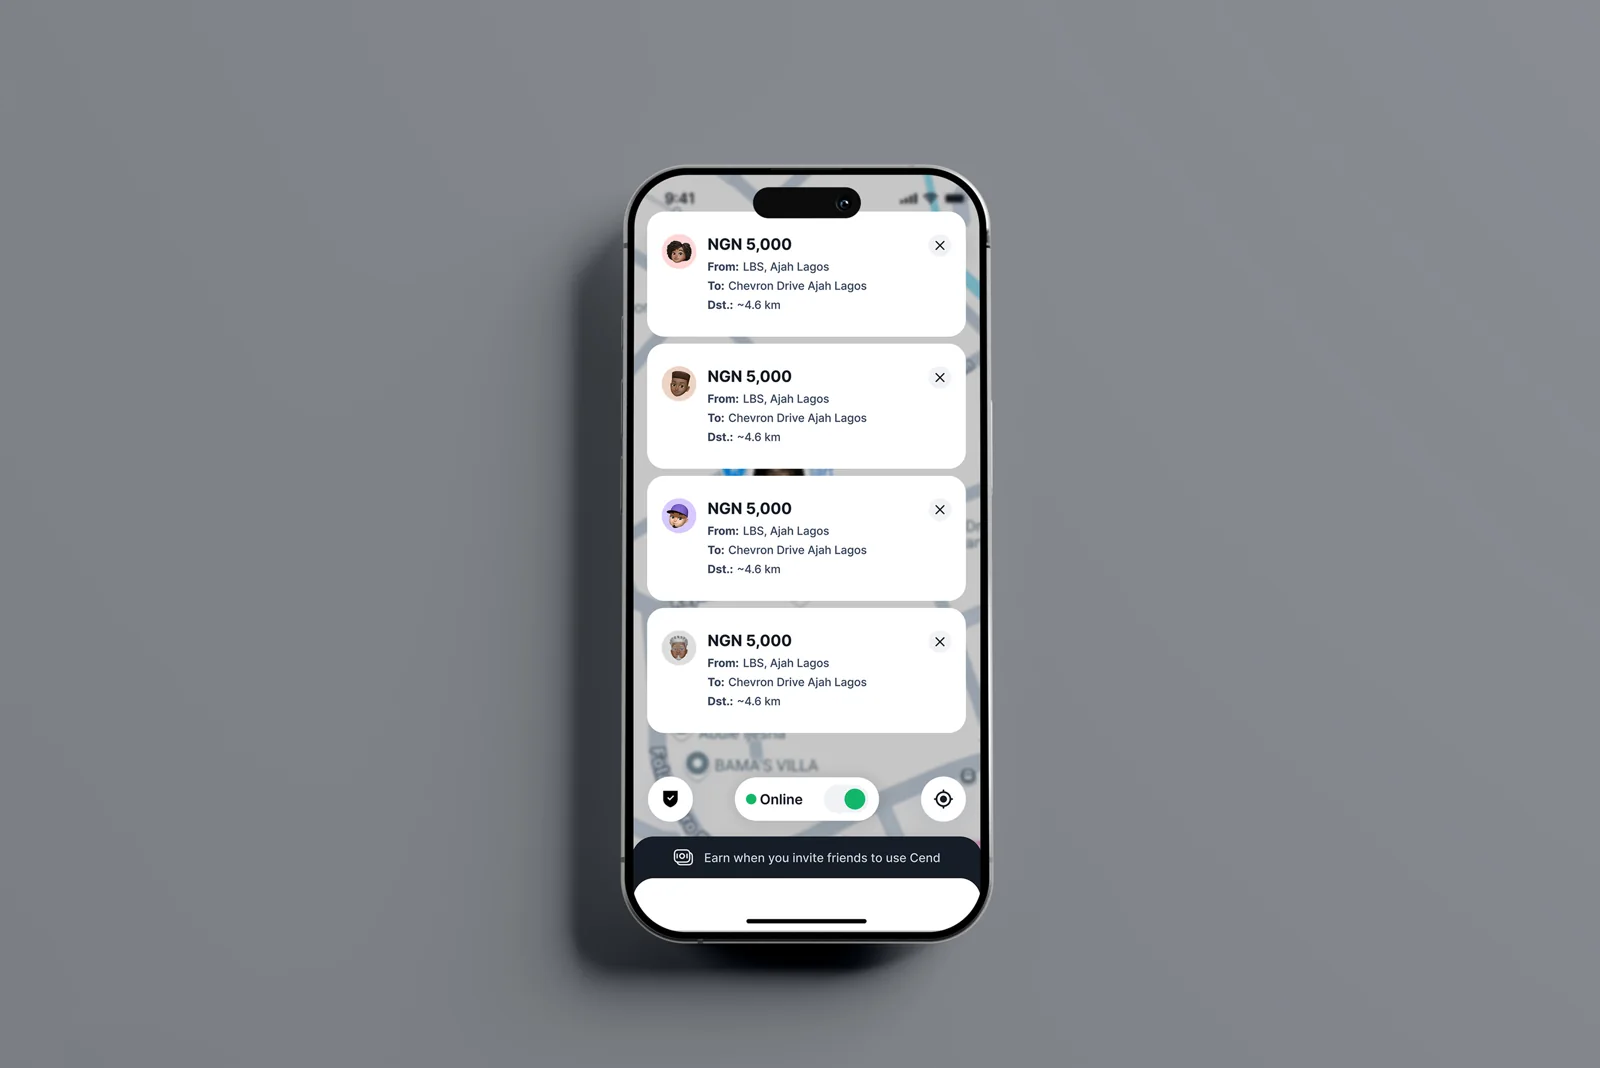 9:41
NGN 5,000
From: LBS, Ajah Lagos
To: Chevron Drive Ajah Lagos
Dst.: ~4.6 km
NGN 5,000
From: LBS, Ajah Lagos
To: Chevron Drive Ajah Lagos
Dst.: ~4.6 km
NGN 5,000
From: LBS, Ajah Lagos
To: Chevron Drive Ajah Lagos
Dst.: ~4.6 km
NGN 5,000
From: LBS, Ajah Lagos
To: Chevron Drive Ajah Lagos
Dst.: ~4.6 km
BAMA'S VILLA
Online
Earn when you invite friends to use Cend